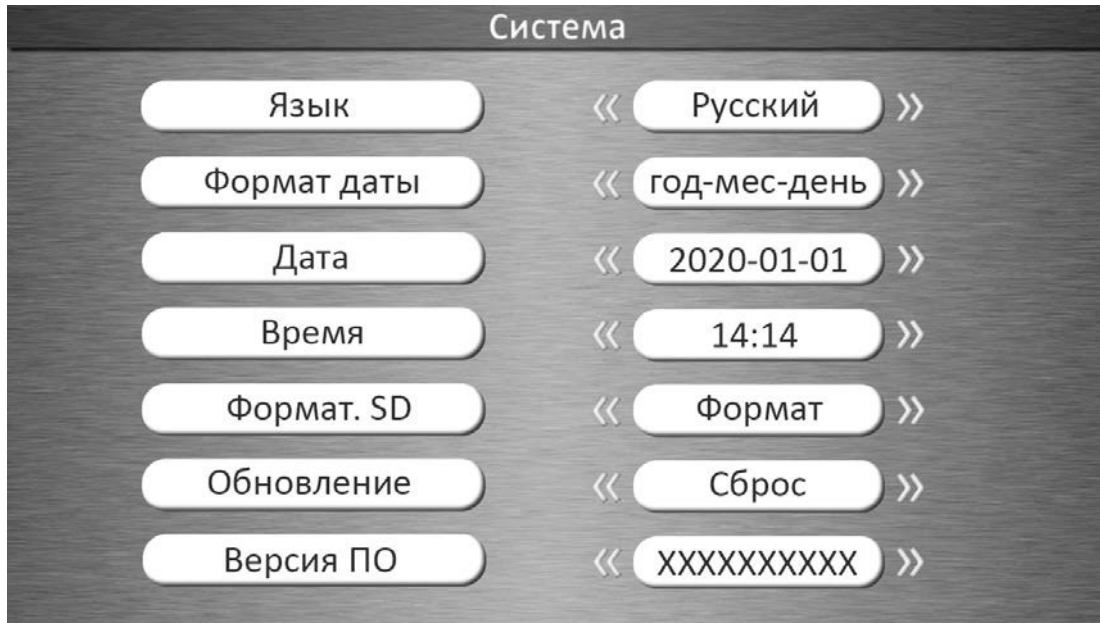 Система
Язык « Русский »
Формат даты « год-мес-день »
Дата « 2020-01-01 »
Время « 14:14 »
Формат. SD « Формат »
Обновление « Сброс »
Версия ПО « XXXXXXXXXX »